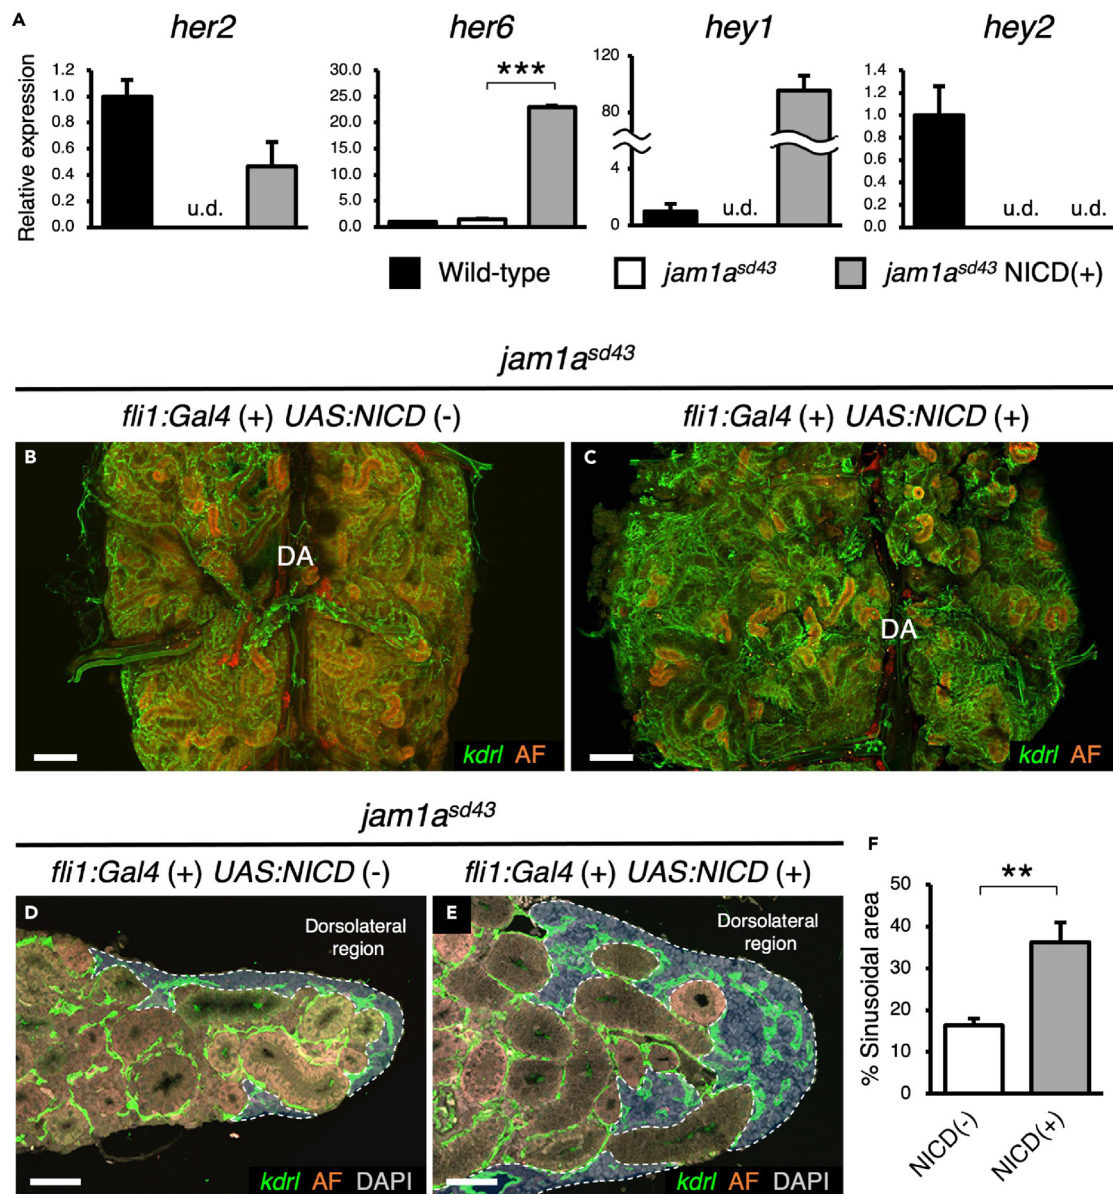 A
her2
her6
hey1
hey2
Relative expression
1.2
1.0
0.8
0.6
0.4
0.2
0.0
u.d.
30.0
25.0
20.0
15.0
10.0
5.0
0.0
***
120
80
4
0
u.d.
1.4
1.2
1.0
0.8
0.6
0.4
0.2
0.0
u.d.
u.d.
Wild-type
jam1a^sd43
jam1a^sd43 NICD(+)
jam1a^sd43
fli1:Gal4 (+) UAS:NICD (-)
fli1:Gal4 (+) UAS:NICD (+)
B
DA
kdrl AF
C
DA
kdrl AF
jam1a^sd43
fli1:Gal4 (+) UAS:NICD (-)
fli1:Gal4 (+) UAS:NICD (+)
D
Dorsolateral
region
kdrl AF DAPI
E
Dorsolateral
region
kdrl AF DAPI
F
% Sinusoidal area
50
40
30
20
10
0
**
NICD(-)
NICD(+)